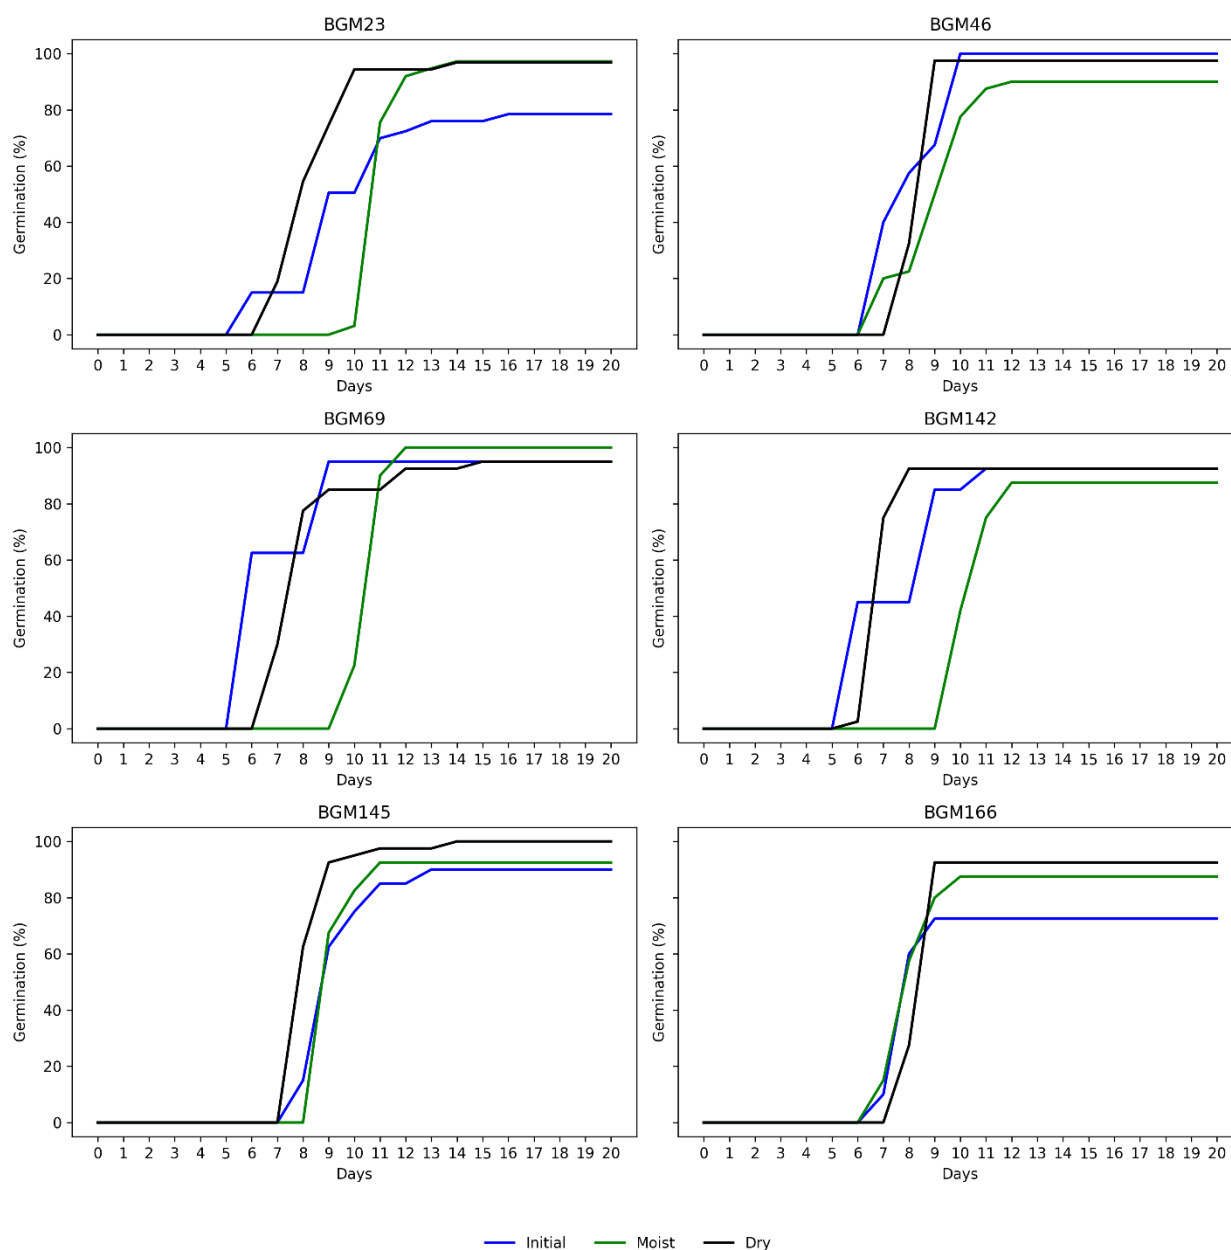 BGM23
BGM46
100
80
60
40
20
0
Germination (%)
Germination (%)
0 1 2 3 4 5 6 7 8 9 10 11 12 13 14 15 16 17 18 19 20
0 1 2 3 4 5 6 7 8 9 10 11 12 13 14 15 16 17 18 19 20
Days
Days
BGM69
BGM142
100
80
60
40
20
0
Germination (%)
Germination (%)
0 1 2 3 4 5 6 7 8 9 10 11 12 13 14 15 16 17 18 19 20
0 1 2 3 4 5 6 7 8 9 10 11 12 13 14 15 16 17 18 19 20
Days
Days
BGM145
BGM166
100
80
60
40
20
0
Germination (%)
Germination (%)
0 1 2 3 4 5 6 7 8 9 10 11 12 13 14 15 16 17 18 19 20
0 1 2 3 4 5 6 7 8 9 10 11 12 13 14 15 16 17 18 19 20
Days
Days
Initial Moist Dry